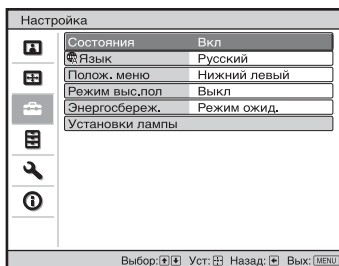 Настройка
Состояния Вкл
Язык Русский
Полож. меню Нижний левый
Режим выс.пол Выкл
Энергосбереж. Режим ожид.
Установки лампы
Выбор: Уст: Назад: Вых: MENU